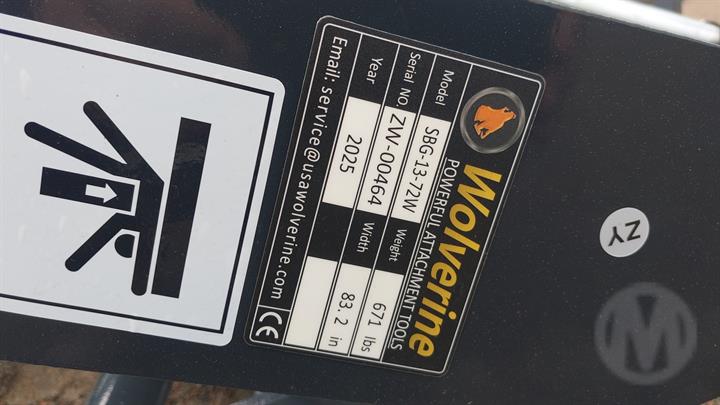 Wolverine
POWERFUL ATTACHMENT TOOLS
Model SBG-13-72W Weight 671 lbs
Serial NO. ZW-00464 Width 83.2 in
Year 2025
Email: service@usawolverine.com CE
ZY
M